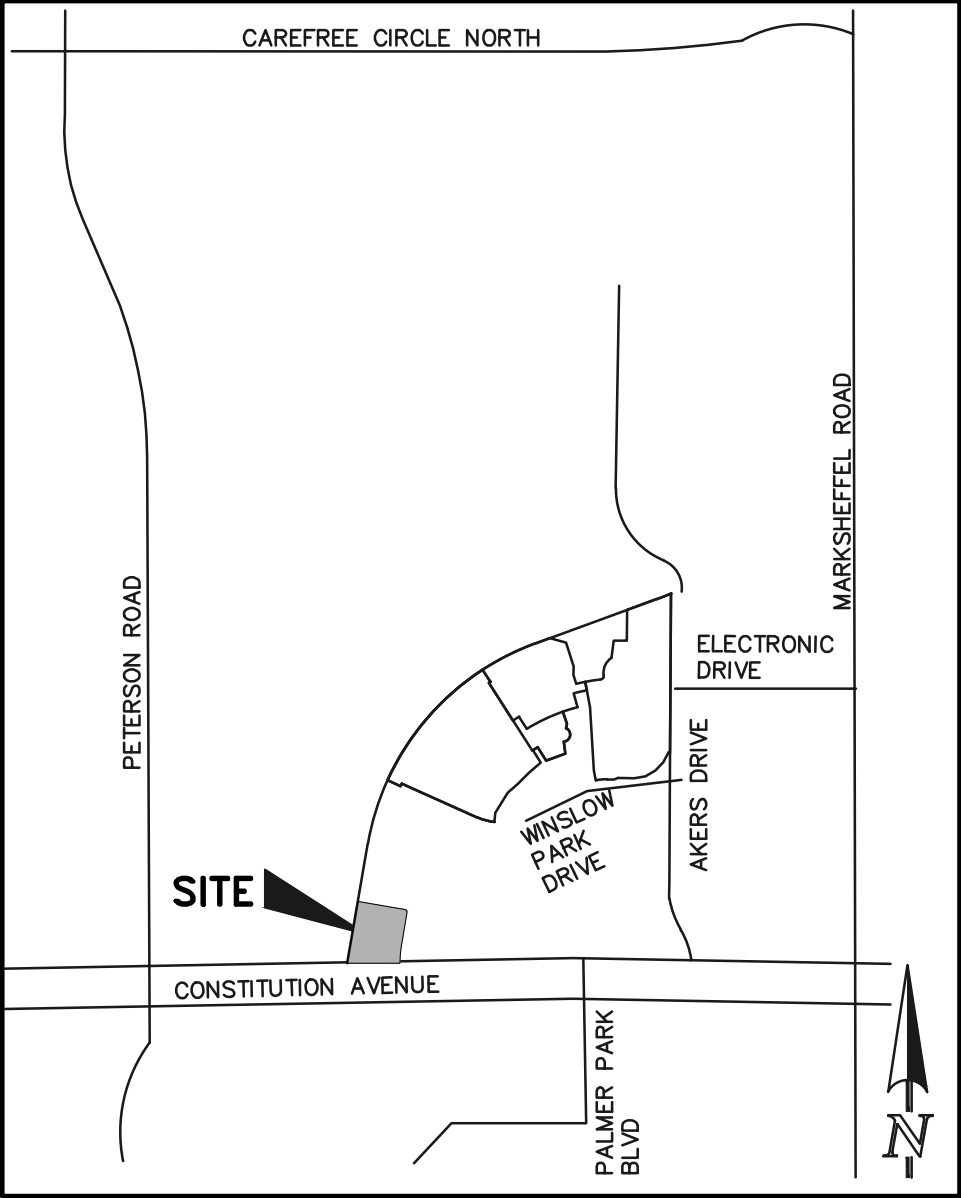 CAREFREE CIRCLE NORTH
MARKSHEFFEL ROAD
PETERSON ROAD
ELECTRONIC
DRIVE
AKERS DRIVE
WINSLOW
PARK
DRIVE
SITE
CONSTITUTION AVENUE
PALMER PARK
BLVD
N